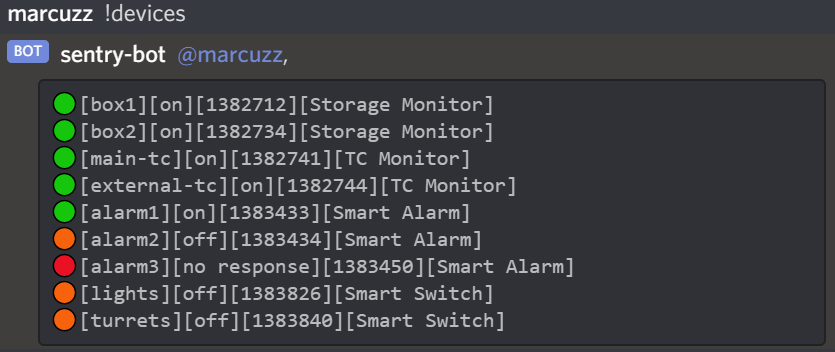 marcuzz !devices
BOT sentry-bot @marcuzz,
[box1][on][1382712][Storage Monitor]
[box2][on][1382734][Storage Monitor]
[main-tc][on][1382741][TC Monitor]
[external-tc][on][1382744][TC Monitor]
[alarm1][on][1383433][Smart Alarm]
[alarm2][off][1383434][Smart Alarm]
[alarm3][no response][1383450][Smart Alarm]
[lights][off][1383826][Smart Switch]
[turrets][off][1383840][Smart Switch]